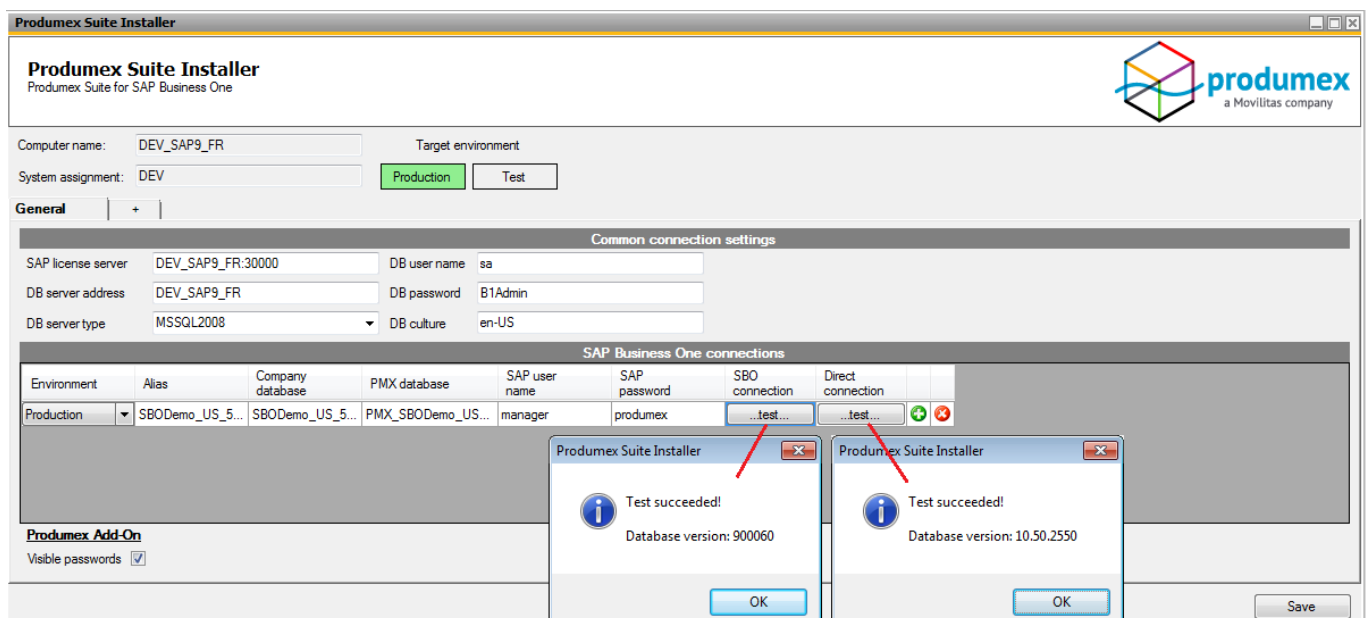 Produmex Suite Installer
Produmex Suite Installer
Produmex Suite for SAP Business One
produmex
a Movilitas company
Computer name: DEV_SAP9_FR Target environment
System assignment: DEV Production Test
General +
Common connection settings
SAP license server DEV_SAP9_FR:30000 DB user name sa
DB server address DEV_SAP9_FR DB password B1Admin
DB server type MSSQL2008 DB culture en-US
SAP Business One connections
Environment Alias Company database PMX database SAP user name SAP password SBO connection Direct connection
Production SBODemo_US_5... SBODemo_US_5... PMX_SBODemo_US... manager produmex ...test... ...test...
Produmex Suite Installer Produmex Suite Installer
Test succeeded! Test succeeded!
Database version: 900060 Database version: 10.50.2550
Produmex Add-On
Visible passwords
OK OK
Save